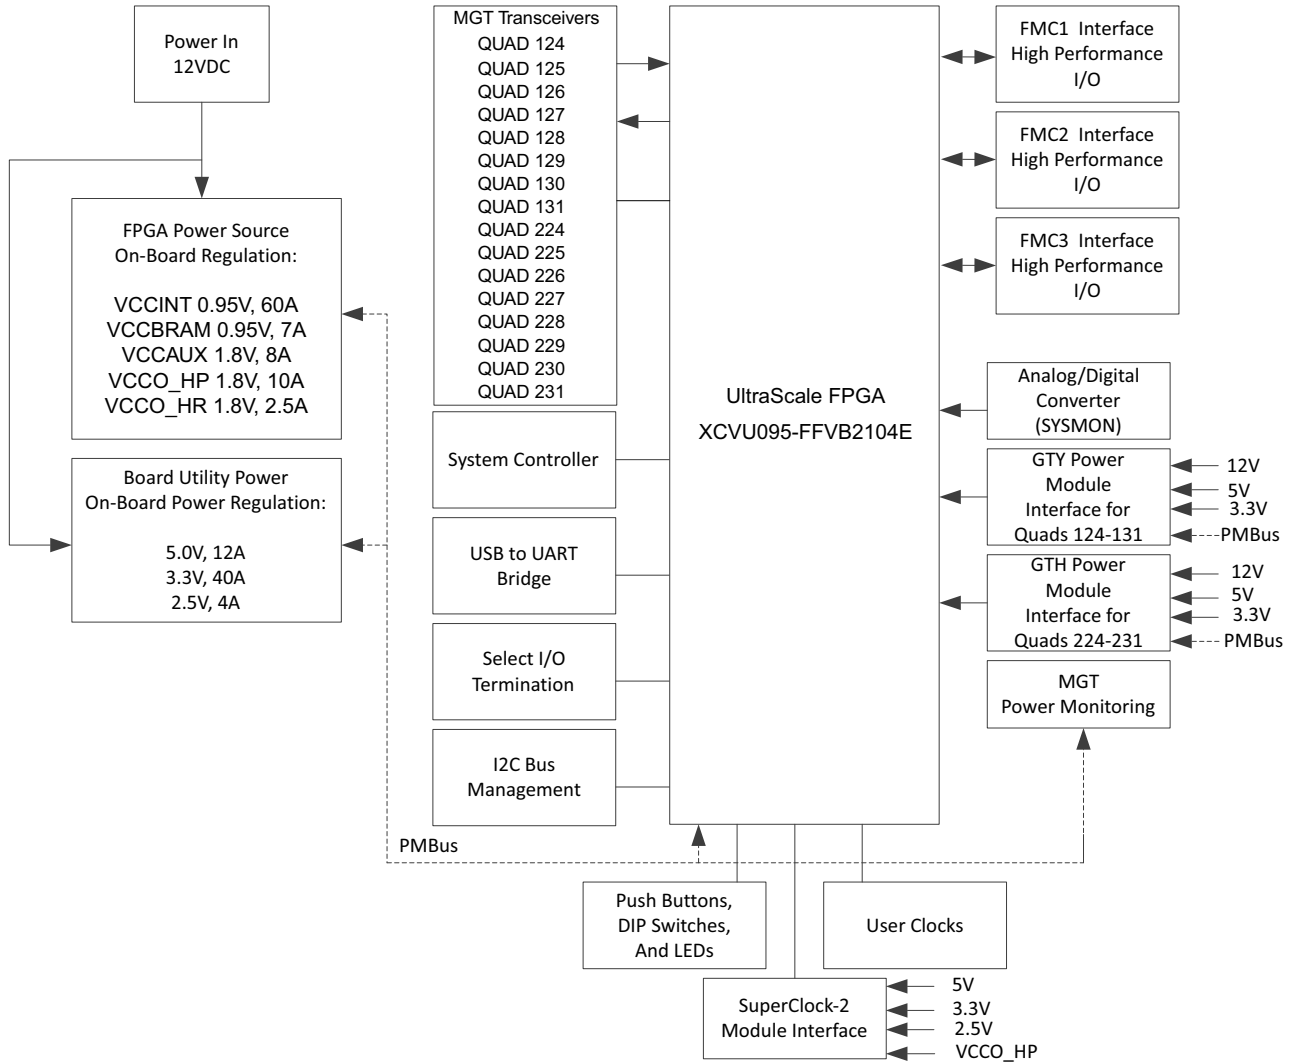 Power In
12VDC
FPGA Power Source
On-Board Regulation:
VCCINT 0.95V, 60A
VCCBRAM 0.95V, 7A
VCCAUX 1.8V, 8A
VCCO_HP 1.8V, 10A
VCCO_HR 1.8V, 2.5A
Board Utility Power
On-Board Power Regulation:
5.0V, 12A
3.3V, 40A
2.5V, 4A
MGT Transceivers
QUAD 124
QUAD 125
QUAD 126
QUAD 127
QUAD 128
QUAD 129
QUAD 130
QUAD 131
QUAD 224
QUAD 225
QUAD 226
QUAD 227
QUAD 228
QUAD 229
QUAD 230
QUAD 231
System Controller
USB to UART
Bridge
Select I/O
Termination
I2C Bus
Management
PMBus
UltraScale FPGA
XCVU095-FFVB2104E
FMC1 Interface
High Performance
I/O
FMC2 Interface
High Performance
I/O
FMC3 Interface
High Performance
I/O
Analog/Digital
Converter
(SYSMON)
GTY Power
Module
Interface for
Quads 124-131
12V
5V
3.3V
PMBus
GTH Power
Module
Interface for
Quads 224-231
12V
5V
3.3V
PMBus
MGT
Power Monitoring
Push Buttons,
DIP Switches,
And LEDs
User Clocks
SuperClock-2
Module Interface
5V
3.3V
2.5V
VCCO_HP